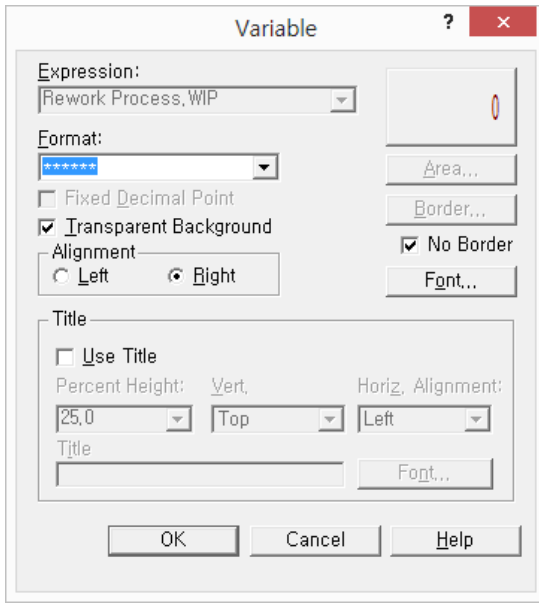 Variable
?
×
Expression:
Rework Process,WIP
0
Format:
******
Area...
Fixed Decimal Point
Border...
Transparent Background
No Border
Alignment
Left
Right
Font...
Title
Use Title
Percent Height:
Vert,
Horiz, Alignment:
25,0
Top
Left
Title
Font...
OK
Cancel
Help